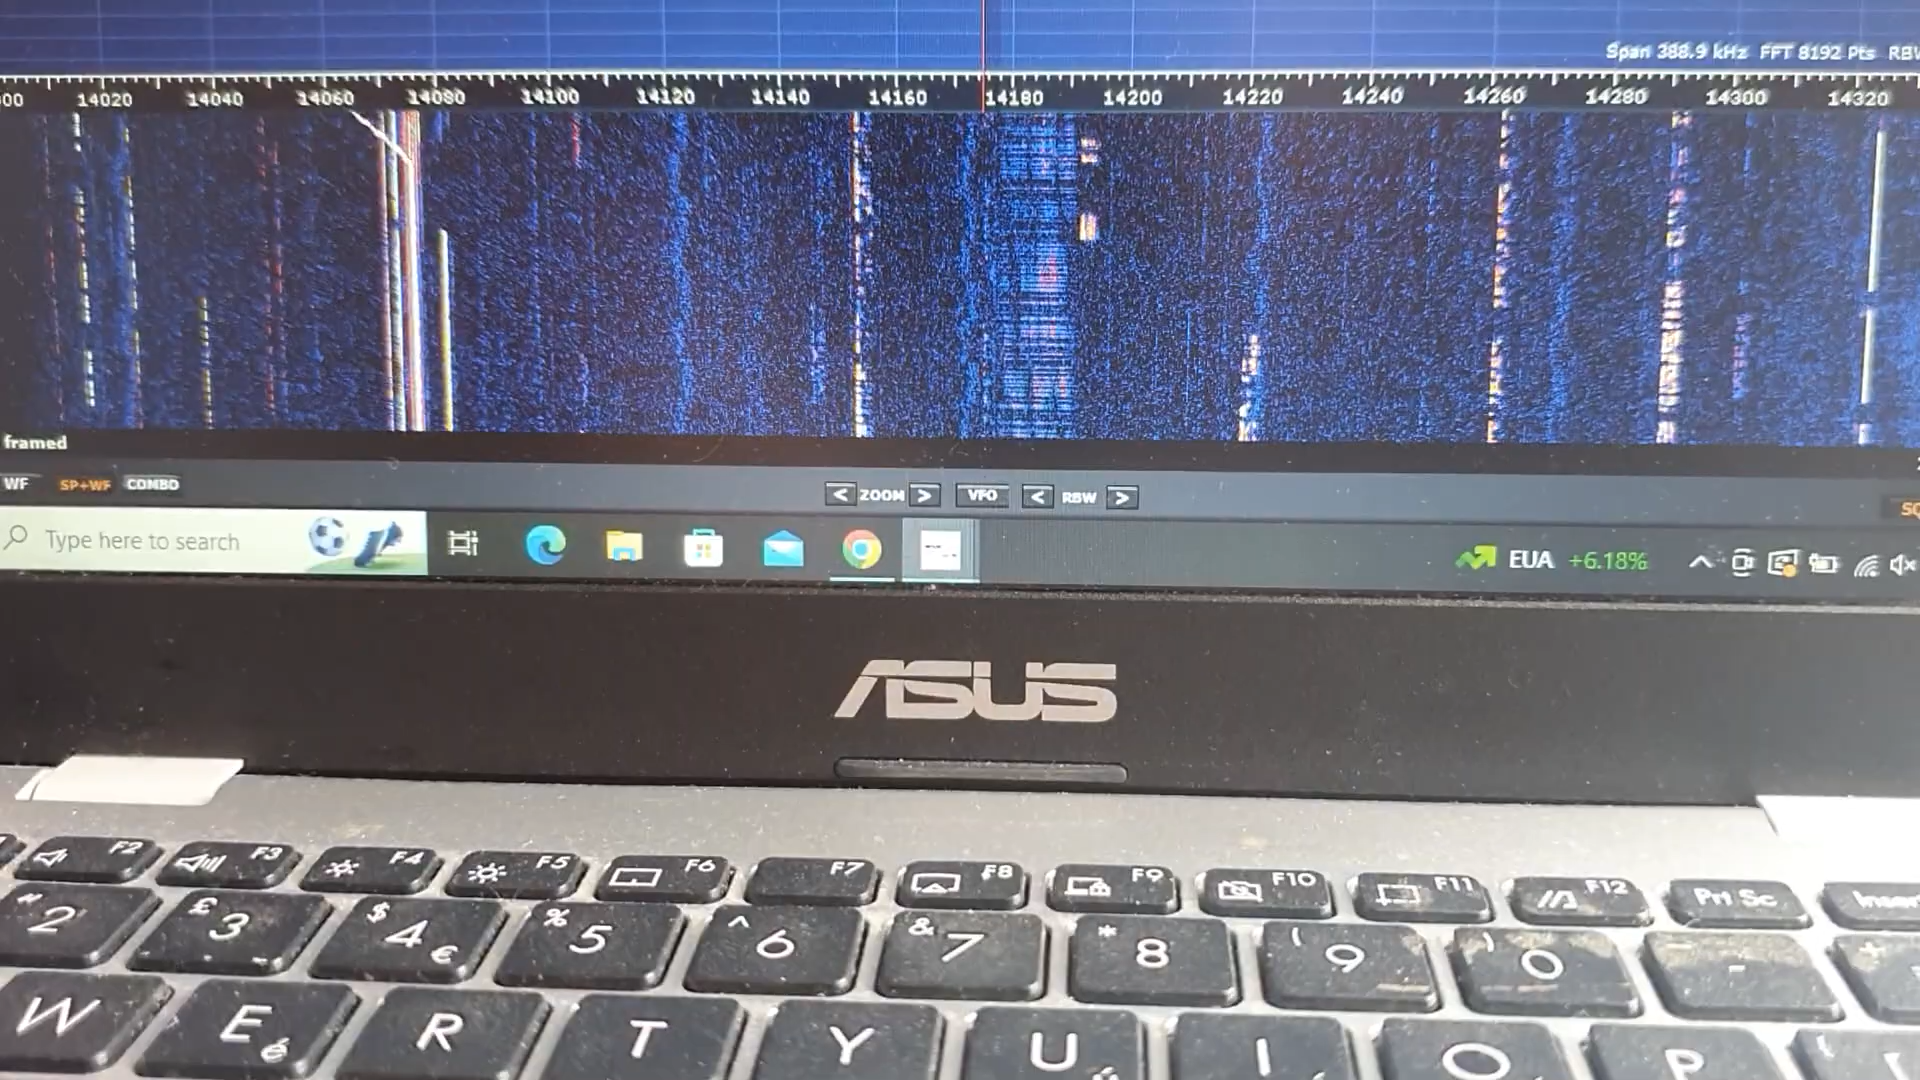 Span 388.9 kHz FFT 8192 Pts
14020 14040 14060 14080 14100 14120 14140 14160 14180 14200 14220 14240 14260 14280 14300 14320
framed
WF SP+WF COMBO
< ZOOM > VFO < RBW >
Type here to search
EUA +6.18%
ASUS
F2 F3 F4 F5 F6 F7 F8 F9 F10 F11 F12 Prt Sc
" 2 £ 3 $ 4 € % 5 ^ 6 & 7 * 8 ( 9 ) 0 - +
W E é R T Y U I O P